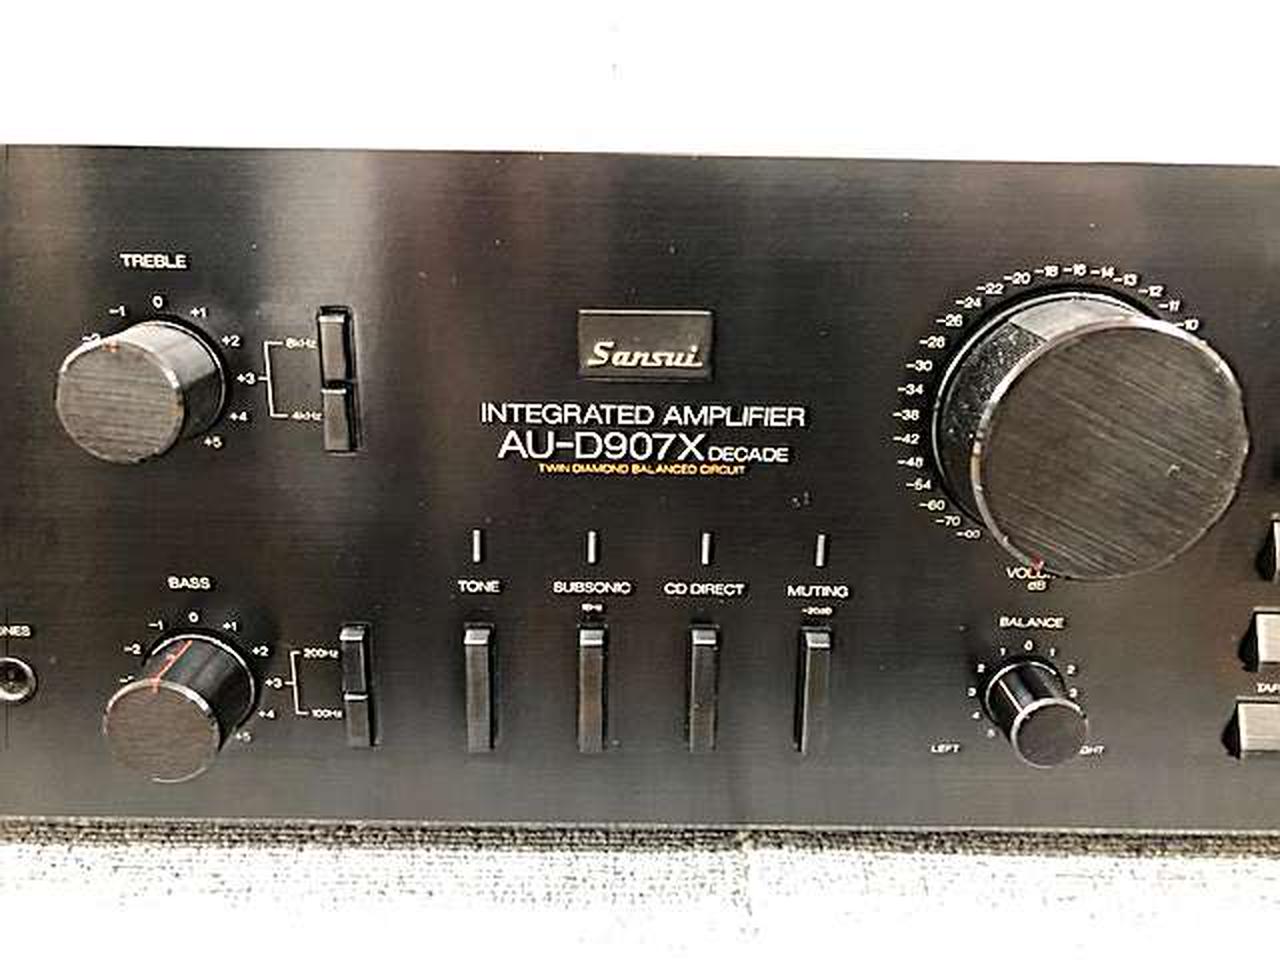 TREBLE
-1 0 +1
+2
+3
+4
+5
8kHz
4kHz
Sansui
INTEGRATED AMPLIFIER
AU-D907X DECADE
TWIN DIAMOND BALANCED CIRCUIT
-18 -16 -14 -13
-20 -12
-22 -11
-24 -10
-26
-28
-30
-34
-38
-42
-48
-54
-60
-70
-∞
dB
TONE
SUBSONIC
CD DIRECT
MUTING
-20dB
BASS
-1 0 +1
-2 +2
+3
+4
+5
200Hz
100Hz
BALANCE
1 0 1
2 2
3 3
4
5
LEFT